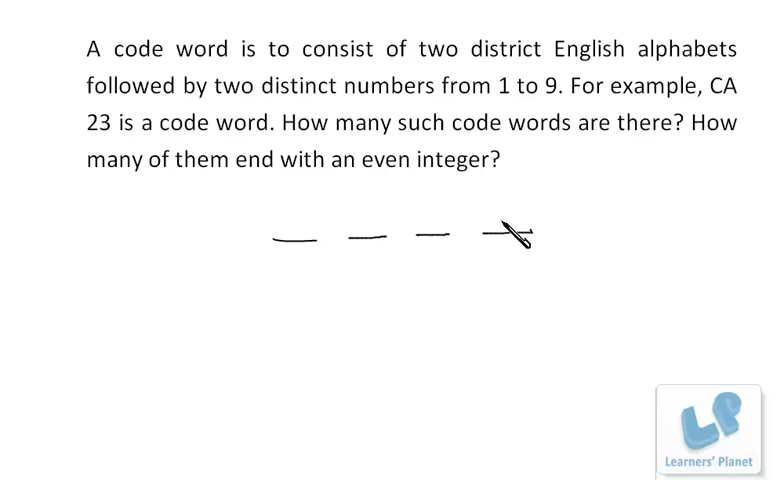 A code word is to consist of two district English alphabets
followed by two distinct numbers from 1 to 9. For example, CA
23 is a code word. How many such code words are there? How
many of them end with an even integer?
LP
Learners' Planet